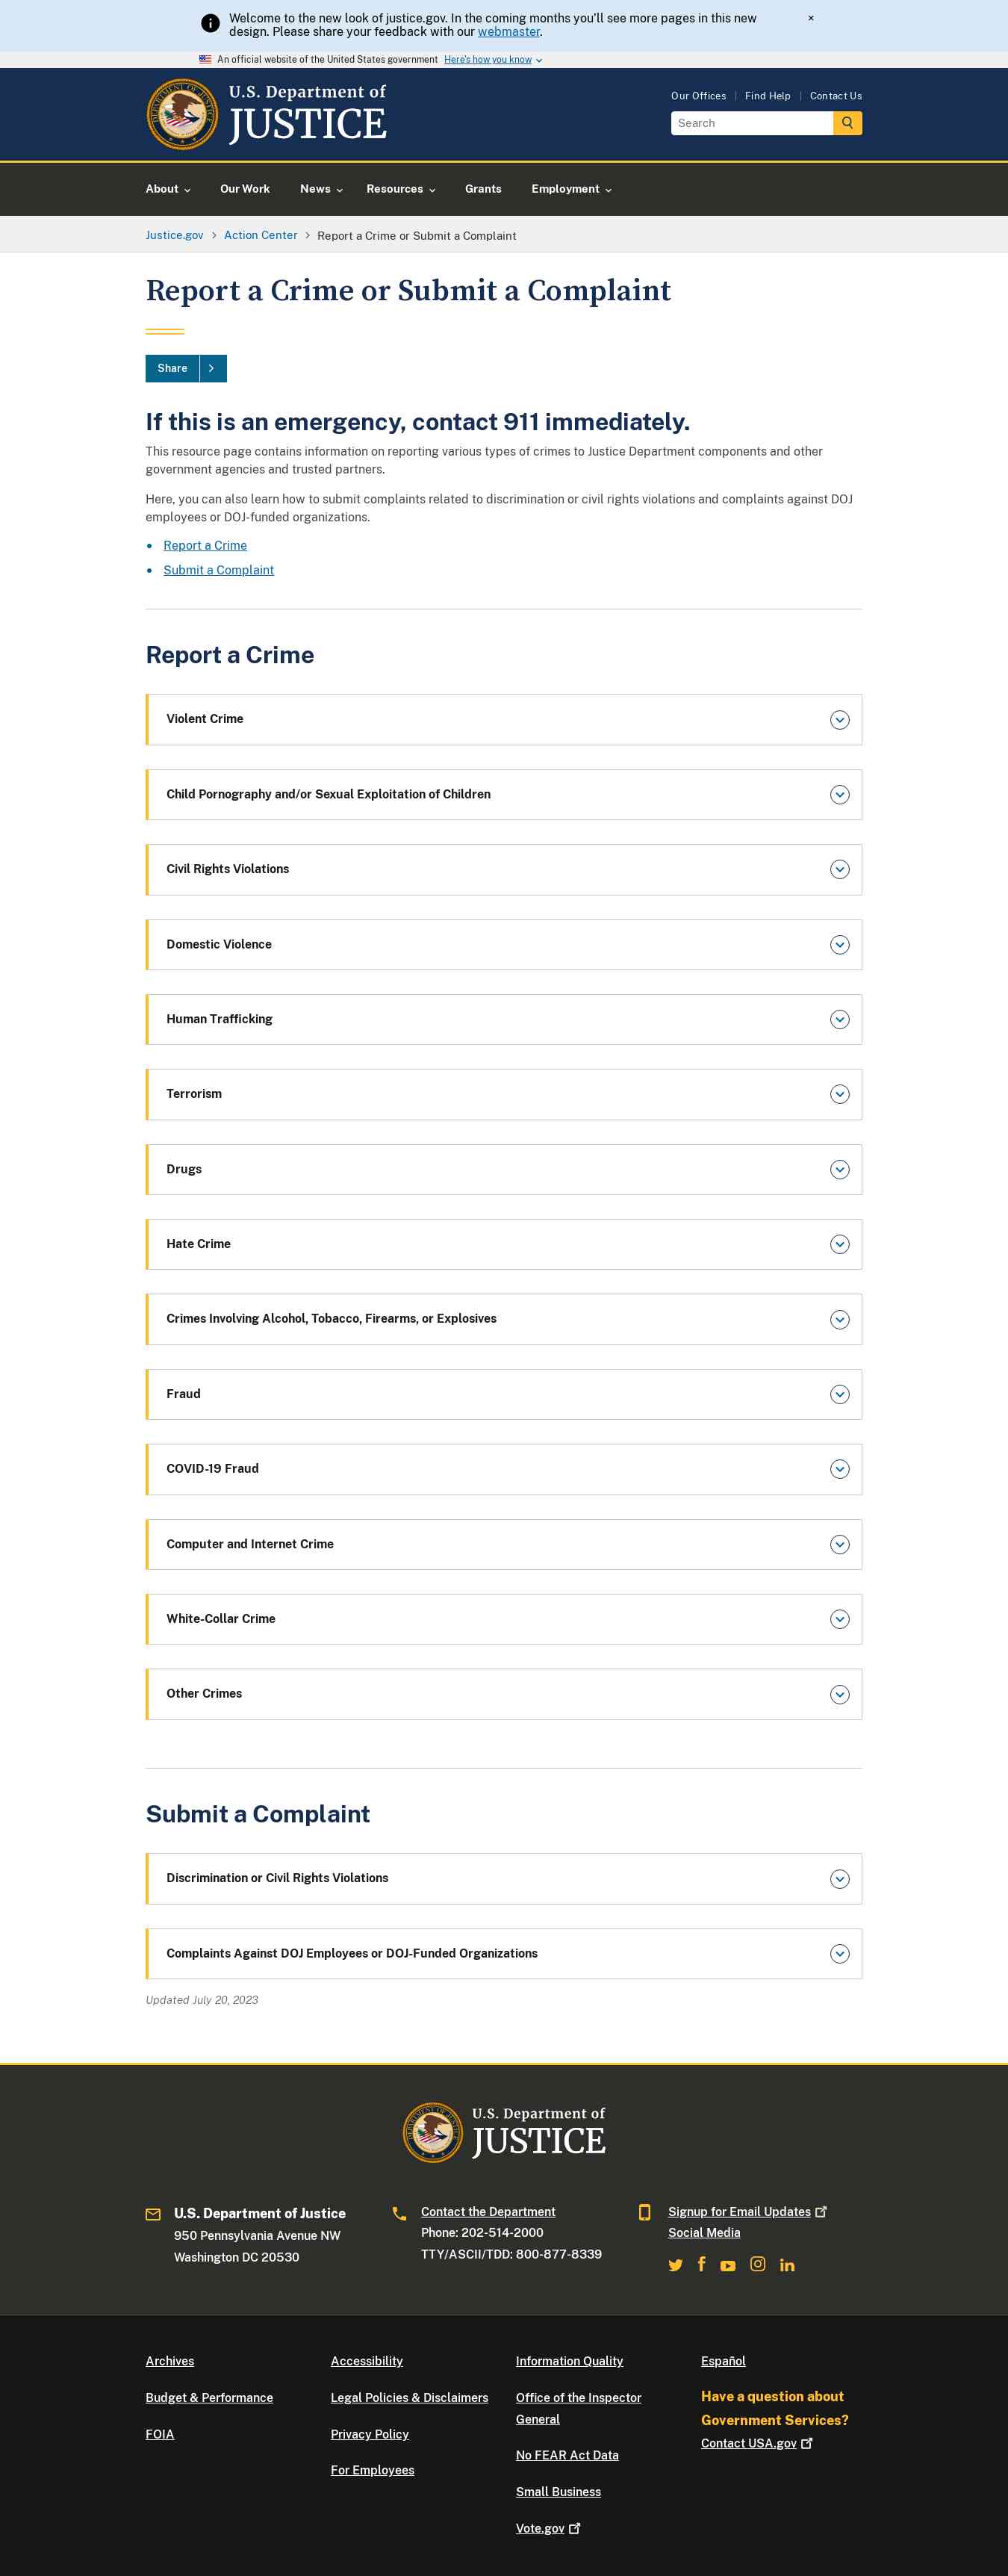 Welcome to the new look of justice.gov. In the coming months you'll see more pages in this new
design. Please share your feedback with our webmaster.
×
An official website of the United States government Here's how you know
U.S. Department of
JUSTICE
Our Offices
Find Help
Contact Us
Search
About
Our Work
News
Resources
Grants
Employment
Justice.gov
Action Center
Report a Crime or Submit a Complaint
Report a Crime or Submit a Complaint
Share
If this is an emergency, contact 911 immediately.
This resource page contains information on reporting various types of crimes to Justice Department components and other
government agencies and trusted partners.
Here, you can also learn how to submit complaints related to discrimination or civil rights violations and complaints against DOJ
employees or DOJ-funded organizations.
Report a Crime
Submit a Complaint
Report a Crime
Violent Crime
Child Pornography and/or Sexual Exploitation of Children
Civil Rights Violations
Domestic Violence
Human Trafficking
Terrorism
Drugs
Hate Crime
Crimes Involving Alcohol, Tobacco, Firearms, or Explosives
Fraud
COVID-19 Fraud
Computer and Internet Crime
White-Collar Crime
Other Crimes
Submit a Complaint
Discrimination or Civil Rights Violations
Complaints Against DOJ Employees or DOJ-Funded Organizations
Updated July 20, 2023
U.S. Department of
JUSTICE
U.S. Department of Justice
950 Pennsylvania Avenue NW
Washington DC 20530
Contact the Department
Phone: 202-514-2000
TTY/ASCII/TDD: 800-877-8339
Signup for Email Updates
Social Media
Archives
Budget & Performance
FOIA
Accessibility
Legal Policies & Disclaimers
Privacy Policy
For Employees
Information Quality
Office of the Inspector
General
No FEAR Act Data
Small Business
Vote.gov
Español
Have a question about
Government Services?
Contact USA.gov